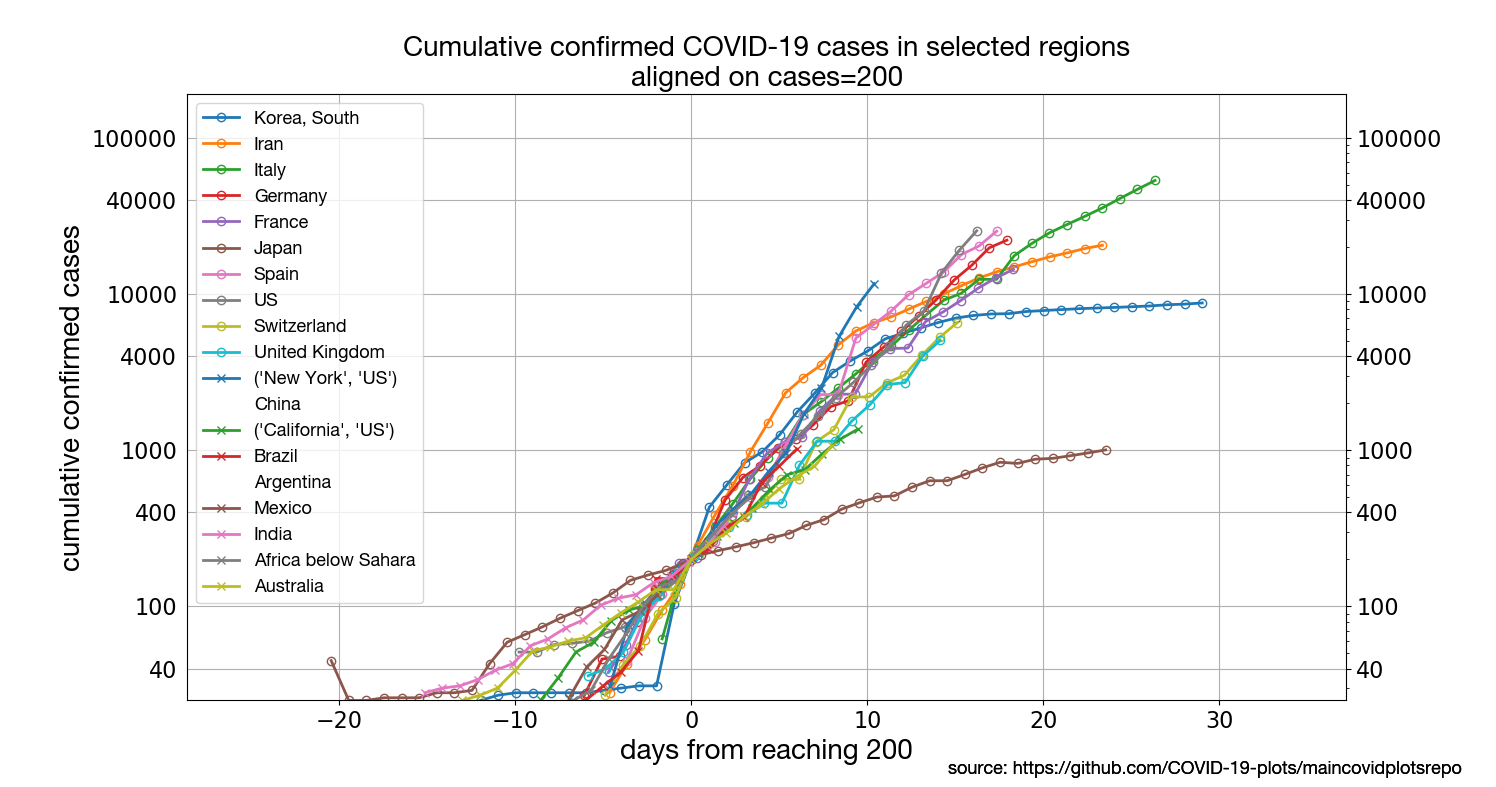 Cumulative confirmed COVID-19 cases in selected regions
aligned on cases=200
Korea, South
Iran
Italy
Germany
France
Japan
Spain
US
Switzerland
United Kingdom
('New York', 'US')
China
('California', 'US')
Brazil
Argentina
Mexico
India
Africa below Sahara
Australia
cumulative confirmed cases
100000
40000
10000
4000
1000
400
100
40
100000
40000
10000
4000
1000
400
100
40
−20
−10
0
10
20
30
days from reaching 200
source: https://github.com/COVID-19-plots/maincovidplotsrepo